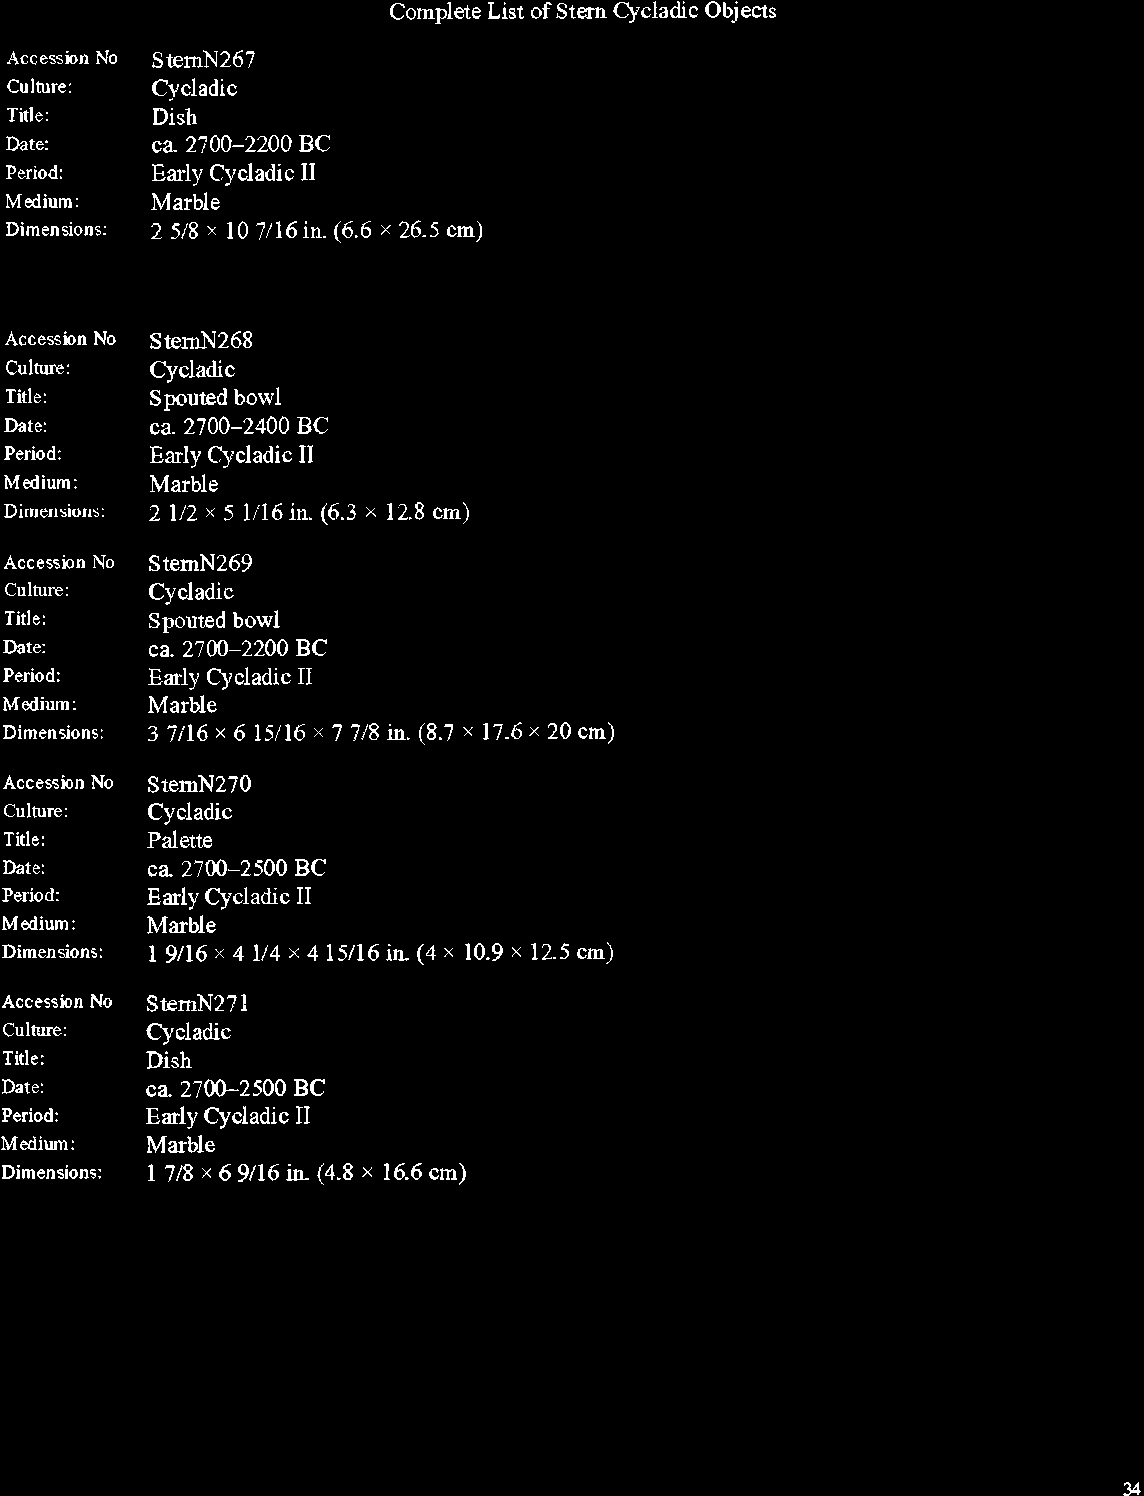 Complete List of Stern Cycladic Objects
Accession No SternN267
Culture: Cycladic
Title: Dish
Date: ca. 2700–2200 BC
Period: Early Cycladic II
Medium: Marble
Dimensions: 2 5/8 × 10 7/16 in. (6.6 × 26.5 cm)
Accession No SternN268
Culture: Cycladic
Title: Spouted bowl
Date: ca. 2700–2400 BC
Period: Early Cycladic II
Medium: Marble
Dimensions: 2 1/2 × 5 1/16 in. (6.3 × 12.8 cm)
Accession No SternN269
Culture: Cycladic
Title: Spouted bowl
Date: ca. 2700–2200 BC
Period: Early Cycladic II
Medium: Marble
Dimensions: 3 7/16 × 6 15/16 × 7 7/8 in. (8.7 × 17.6 × 20 cm)
Accession No SternN270
Culture: Cycladic
Title: Palette
Date: ca. 2700–2500 BC
Period: Early Cycladic II
Medium: Marble
Dimensions: 1 9/16 × 4 1/4 × 4 15/16 in. (4 × 10.9 × 12.5 cm)
Accession No SternN271
Culture: Cycladic
Title: Dish
Date: ca. 2700–2500 BC
Period: Early Cycladic II
Medium: Marble
Dimensions: 1 7/8 × 6 9/16 in. (4.8 × 16.6 cm)
34